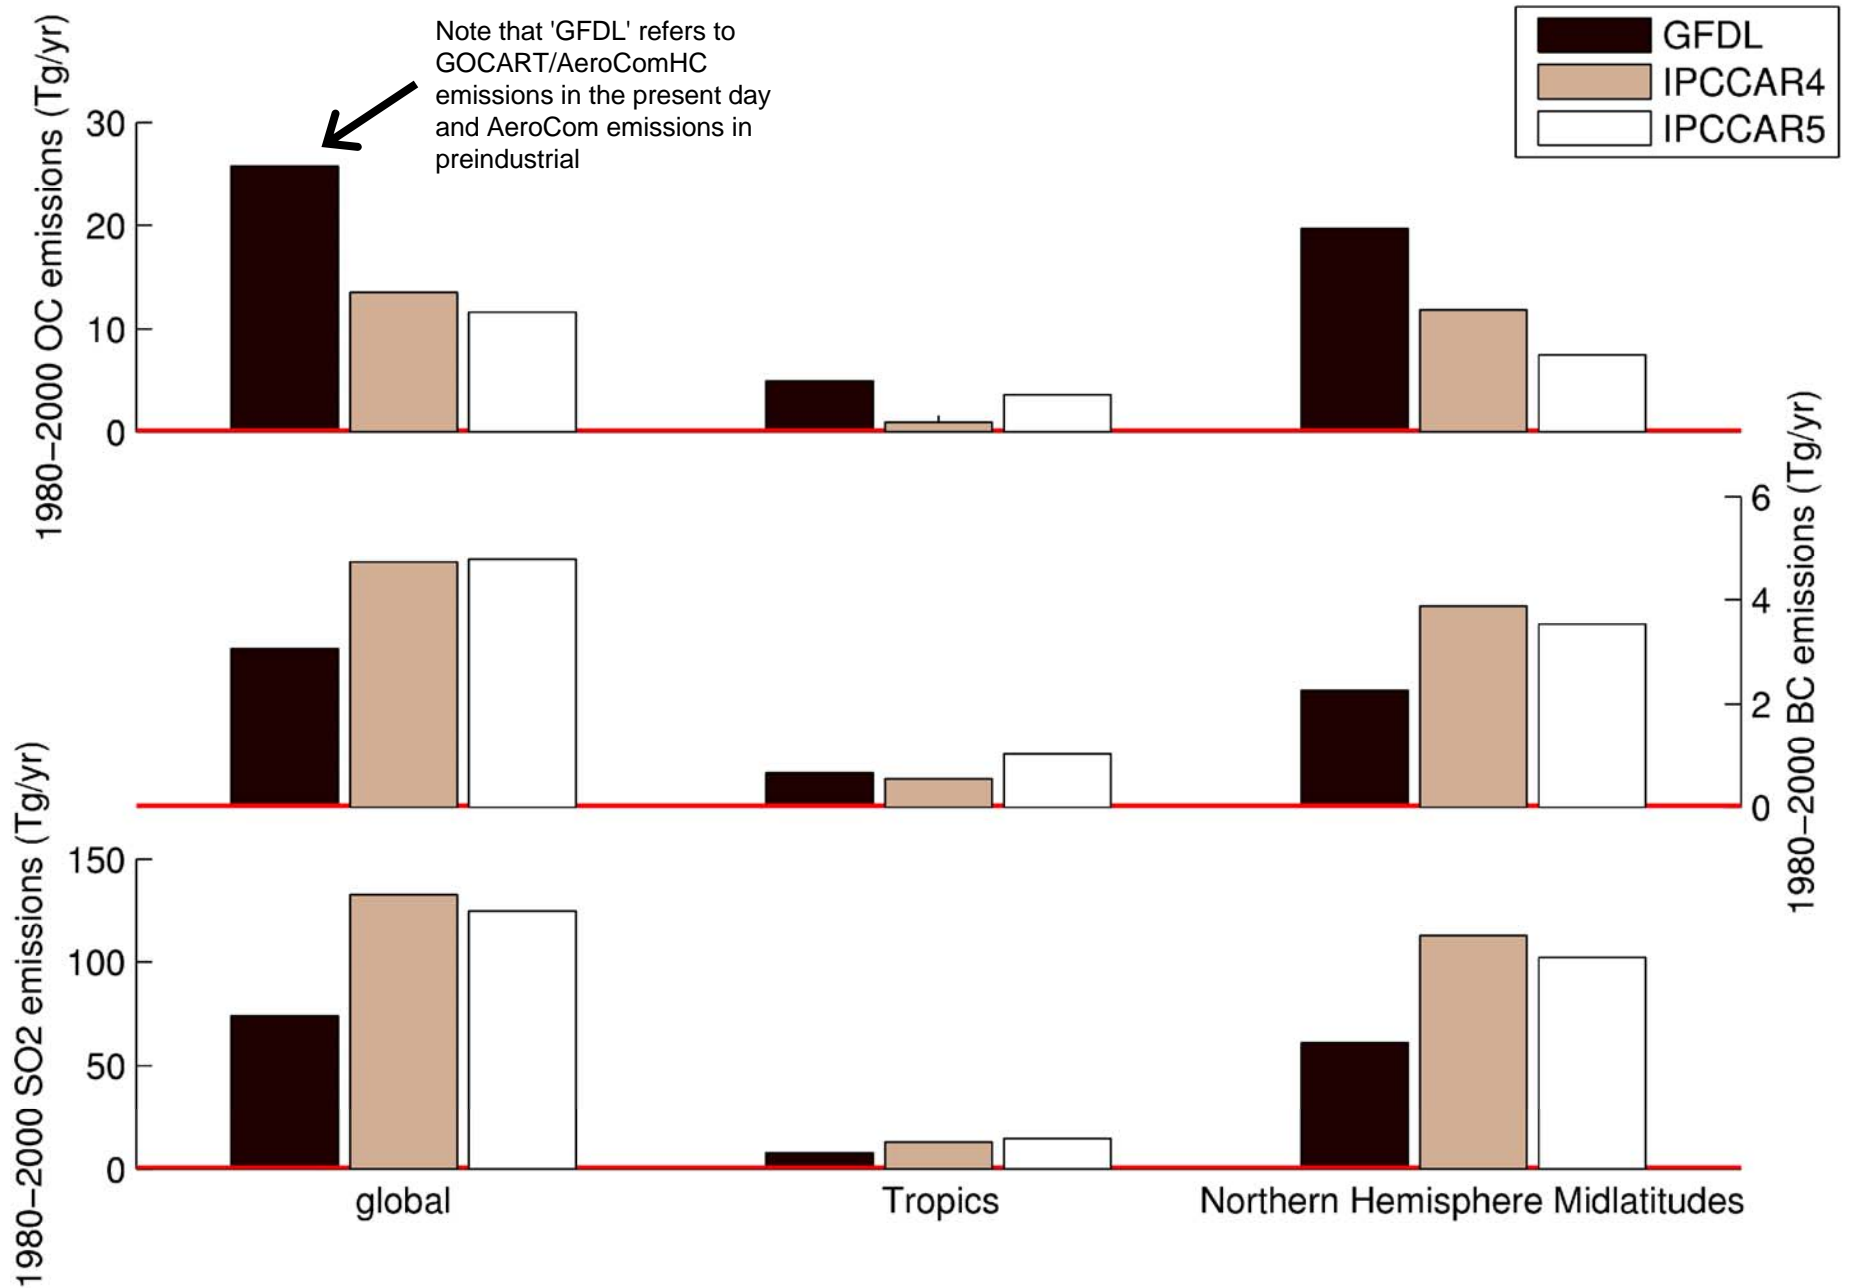 Note that 'GFDL' refers to
GOCART/AeroComHC
emissions in the present day
and AeroCom emissions in
preindustrial
GFDL
IPCCAR4
IPCCAR5
1980–2000 OC emissions (Tg/yr)
30
20
10
0
1980–2000 BC emissions (Tg/yr)
6
4
2
0
1980–2000 SO2 emissions (Tg/yr)
150
100
50
0
global
Tropics
Northern Hemisphere Midlatitudes